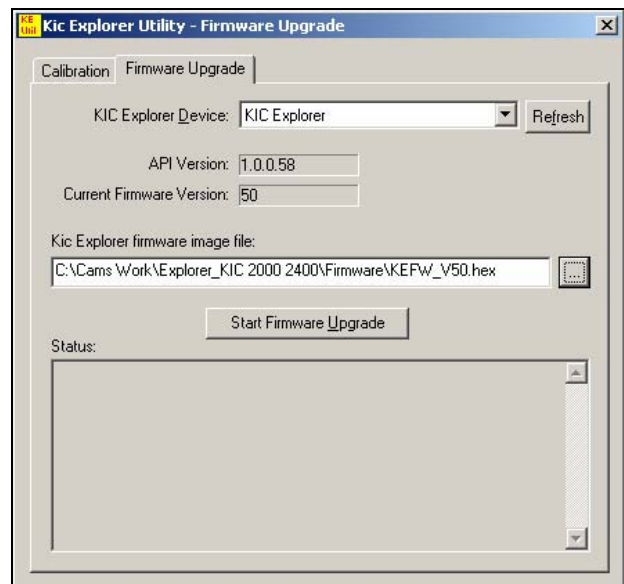 KE
Util
Kic Explorer Utility - Firmware Upgrade
Calibration
Firmware Upgrade
KIC Explorer Device:
KIC Explorer
Refresh
API Version:
1.0.0.58
Current Firmware Version:
50
Kic Explorer firmware image file:
C:\Cams Work\Explorer_KIC 2000 2400\Firmware\KEFW_V50.hex
...
Start Firmware Upgrade
Status: